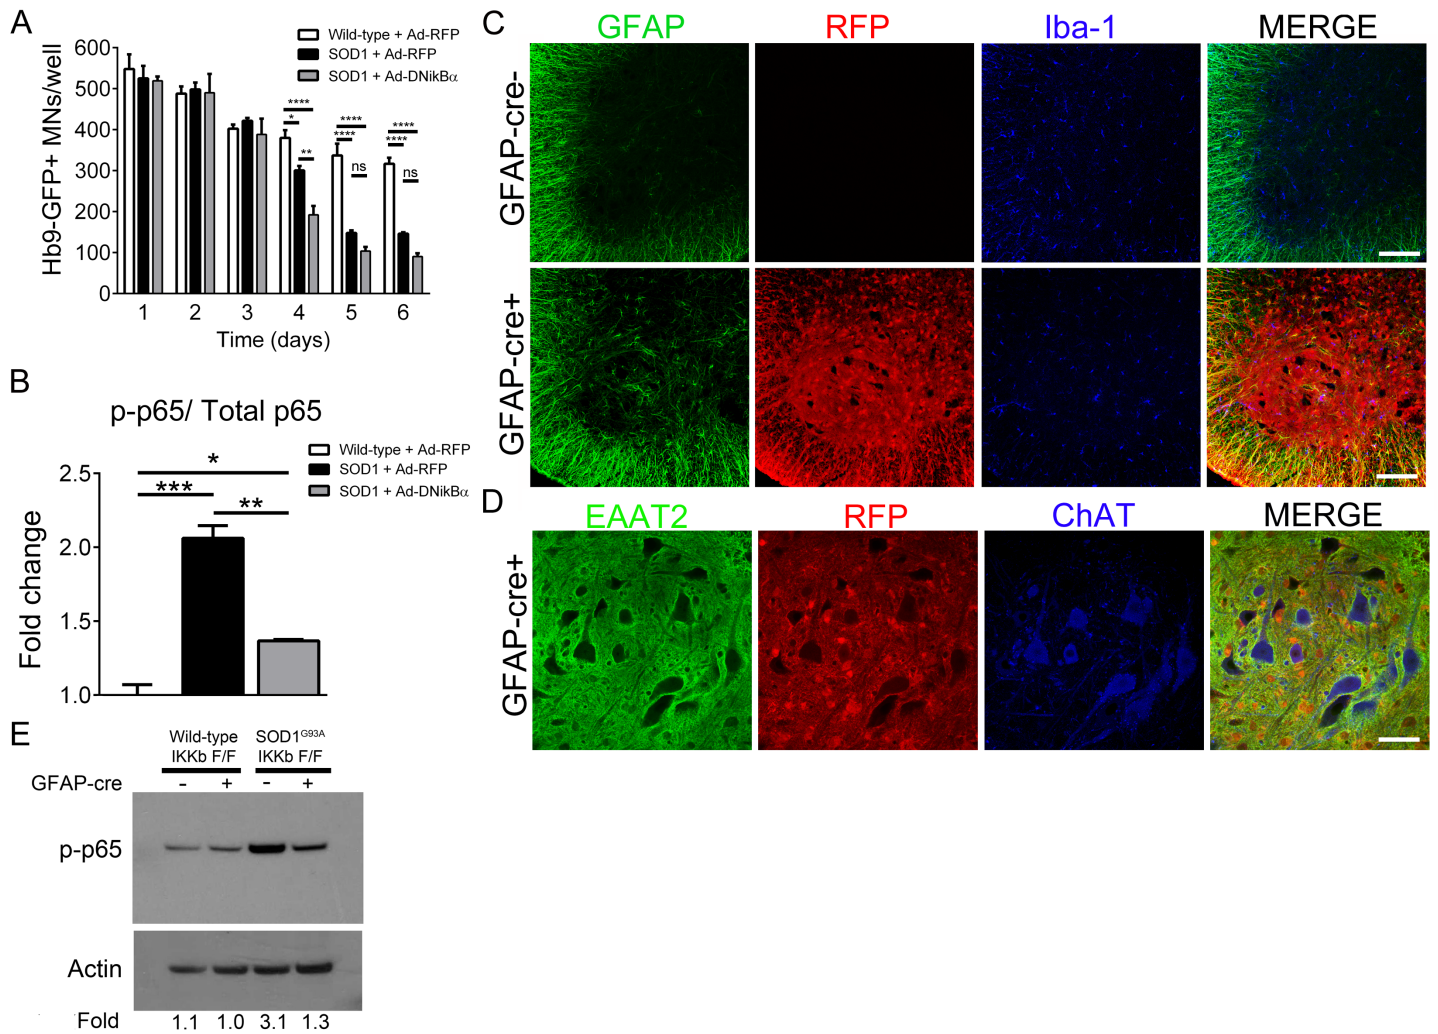 A
Hb9-GFP+ MNs/well
600
500
400
300
200
100
0
1 2 3 4 5 6
Time (days)
Wild-type + Ad-RFP
SOD1 + Ad-RFP
SOD1 + Ad-DNikBα
****
*
**
****
****
ns
****
****
ns
B
p-p65/ Total p65
Fold change
2.5
2.0
1.5
1.0
*
***
**
Wild-type + Ad-RFP
SOD1 + Ad-RFP
SOD1 + Ad-DNikBα
C
GFAP RFP Iba-1 MERGE
GFAP-cre-
GFAP-cre+
D
EAAT2 RFP ChAT MERGE
GFAP-cre+
E
Wild-type SOD1G93A
IKKb F/F IKKb F/F
GFAP-cre - + - +
p-p65
Actin
Fold 1.1 1.0 3.1 1.3